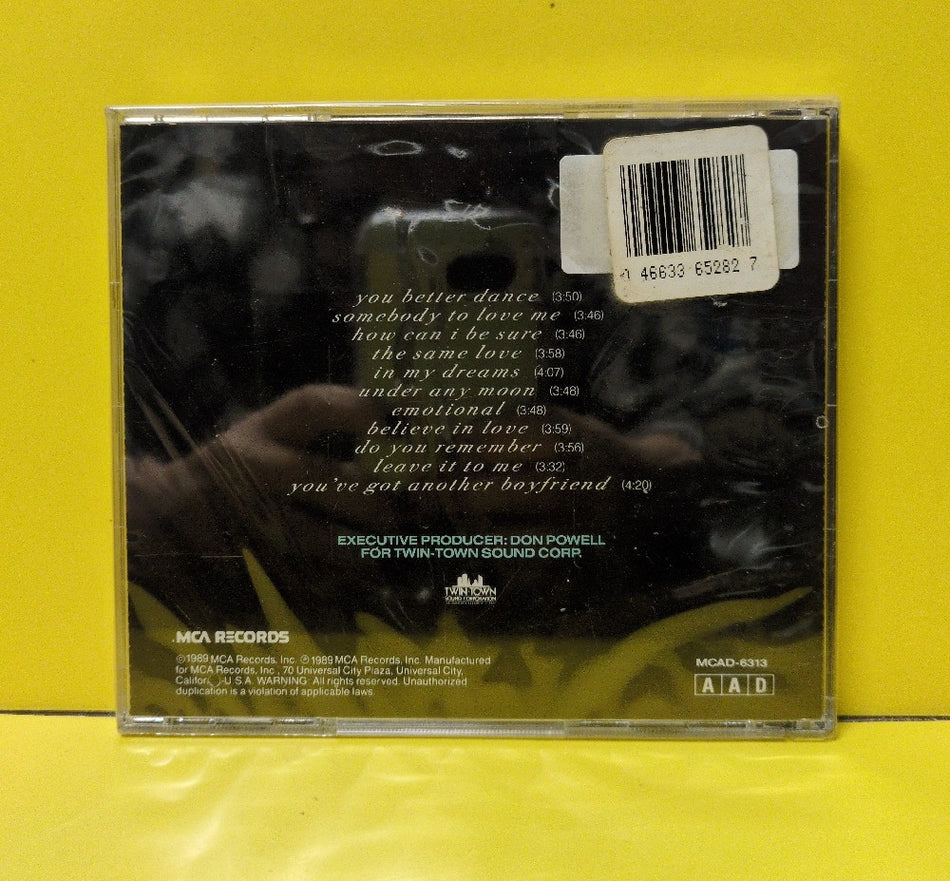 46633 65282 7
you better dance (3:50)
somebody to love me (3:46)
how can i be sure (3:46)
the same love (3:58)
in my dreams (4:07)
under any moon (3:48)
emotional (3:48)
believe in love (3:59)
do you remember (3:56)
leave it to me (3:32)
you've got another boyfriend (4:20)
EXECUTIVE PRODUCER: DON POWELL
FOR TWIN-TOWN SOUND CORP.
TWIN-TOWN
SOUND CORPORATION
MCA RECORDS
©1989 MCA Records, Inc. ℗1989 MCA Records, Inc. Manufactured
for MCA Records, Inc., 70 Universal City Plaza, Universal City,
Califor U.S.A. WARNING: All rights reserved. Unauthorized
duplication is a violation of applicable laws.
MCAD-6313
A A D